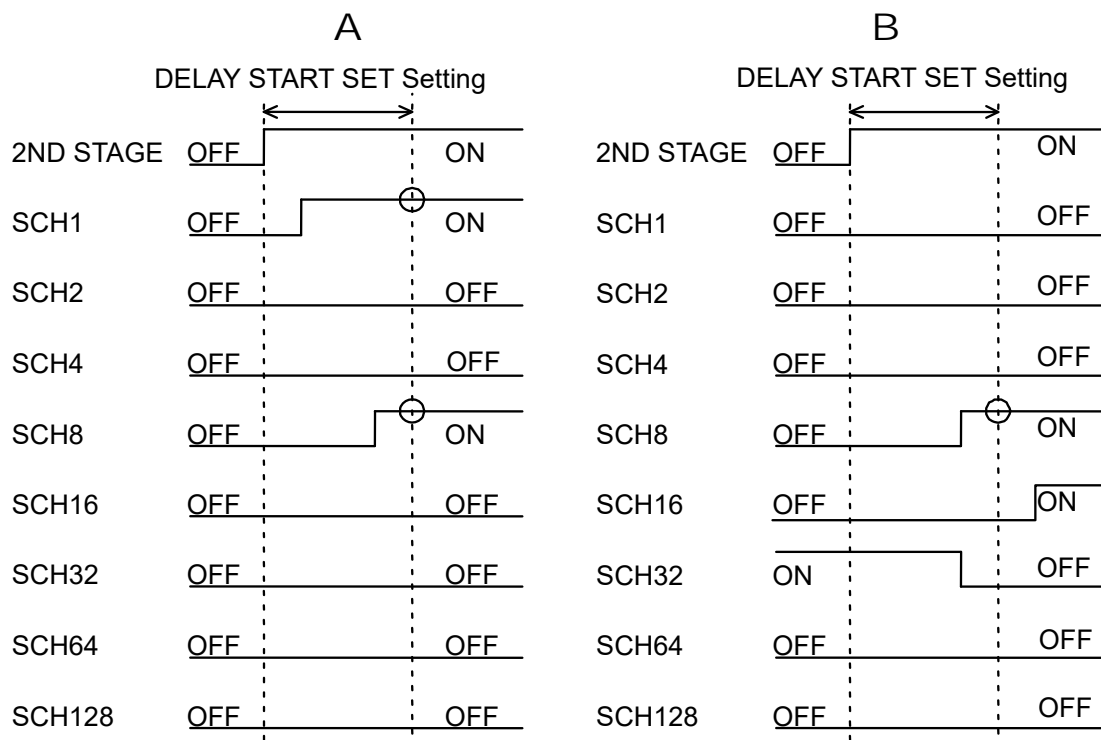 A B
DELAY START SET Setting DELAY START SET Setting
2ND STAGE OFF ON 2ND STAGE OFF ON
SCH1 OFF ON SCH1 OFF OFF
SCH2 OFF OFF SCH2 OFF OFF
SCH4 OFF OFF SCH4 OFF OFF
SCH8 OFF ON SCH8 OFF ON
SCH16 OFF OFF SCH16 OFF ON
SCH32 OFF OFF SCH32 ON OFF
SCH64 OFF OFF SCH64 OFF OFF
SCH128 OFF OFF SCH128 OFF OFF